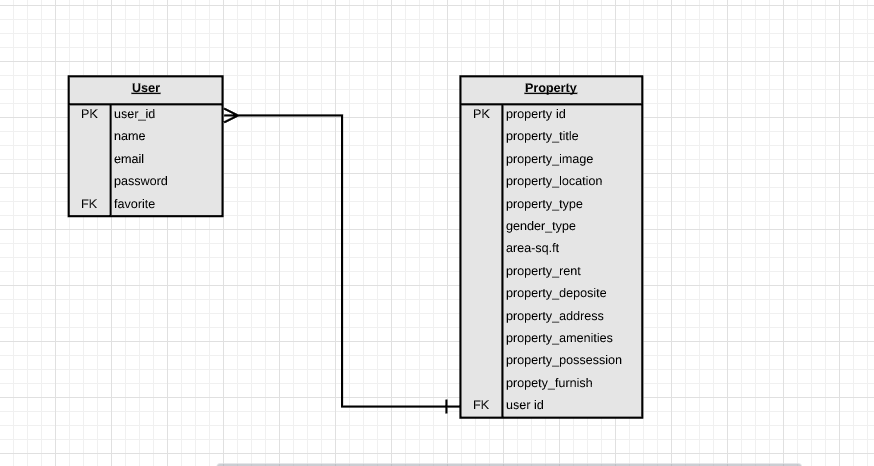 User
PK user_id
name
email
password
FK favorite
Property
PK property id
property_title
property_image
property_location
property_type
gender_type
area-sq.ft
property_rent
property_deposite
property_address
property_amenities
property_possession
propety_furnish
FK user id